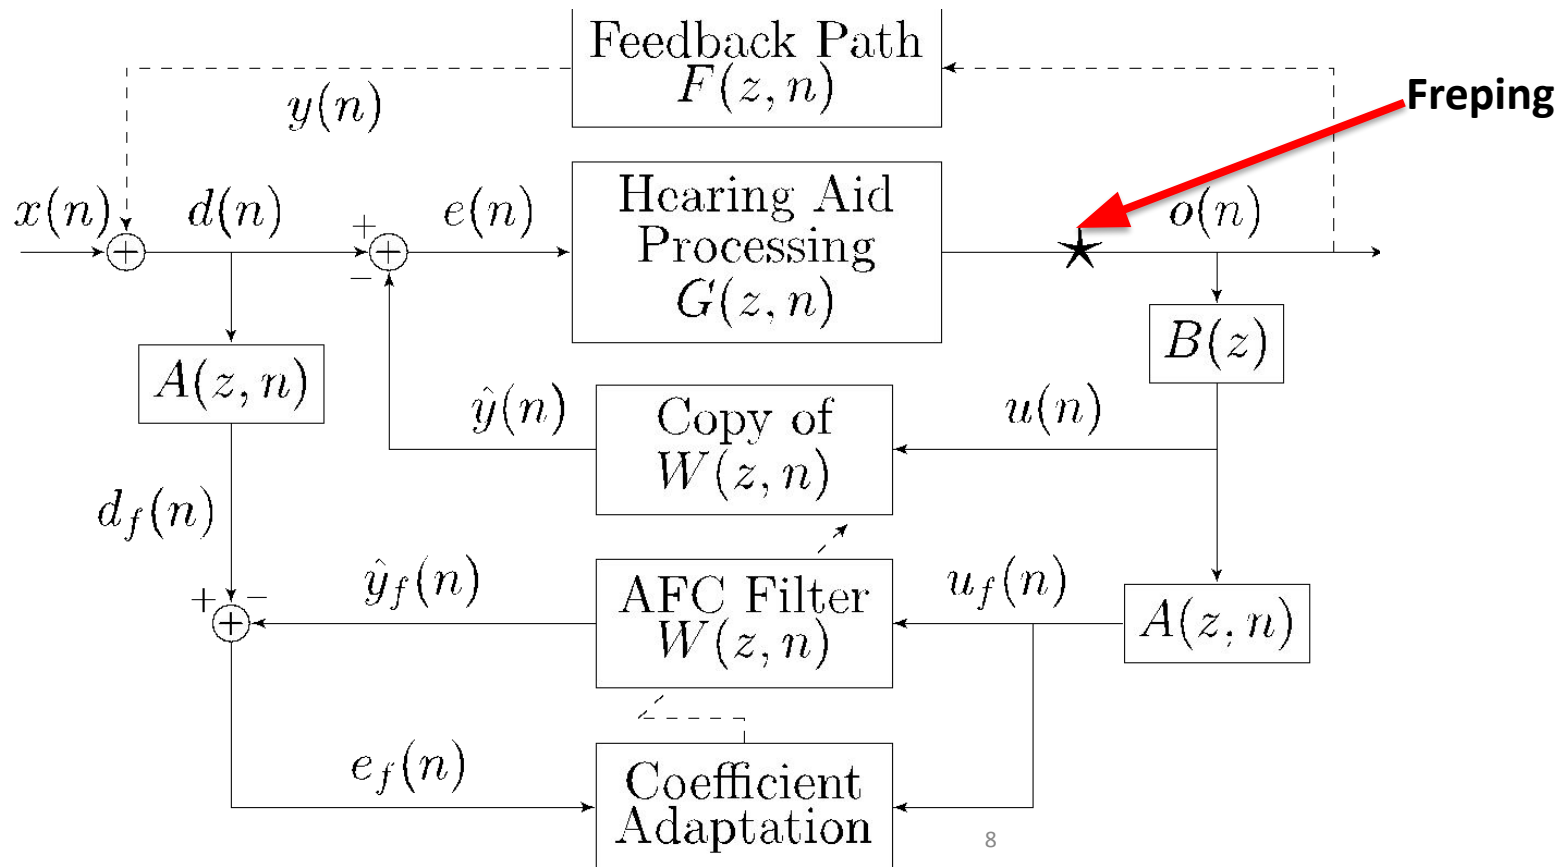 Feedback Path
F(z, n)
Freping
y(n)
x(n)
d(n)
+
−
+
+
e(n)
Hearing Aid
Processing
G(z, n)
o(n)
B(z)
A(z, n)
ŷ(n)
Copy of
W(z, n)
u(n)
d_f(n)
+
−
+
ŷ_f(n)
AFC Filter
W(z, n)
u_f(n)
A(z, n)
e_f(n)
Coefficient
Adaptation
8